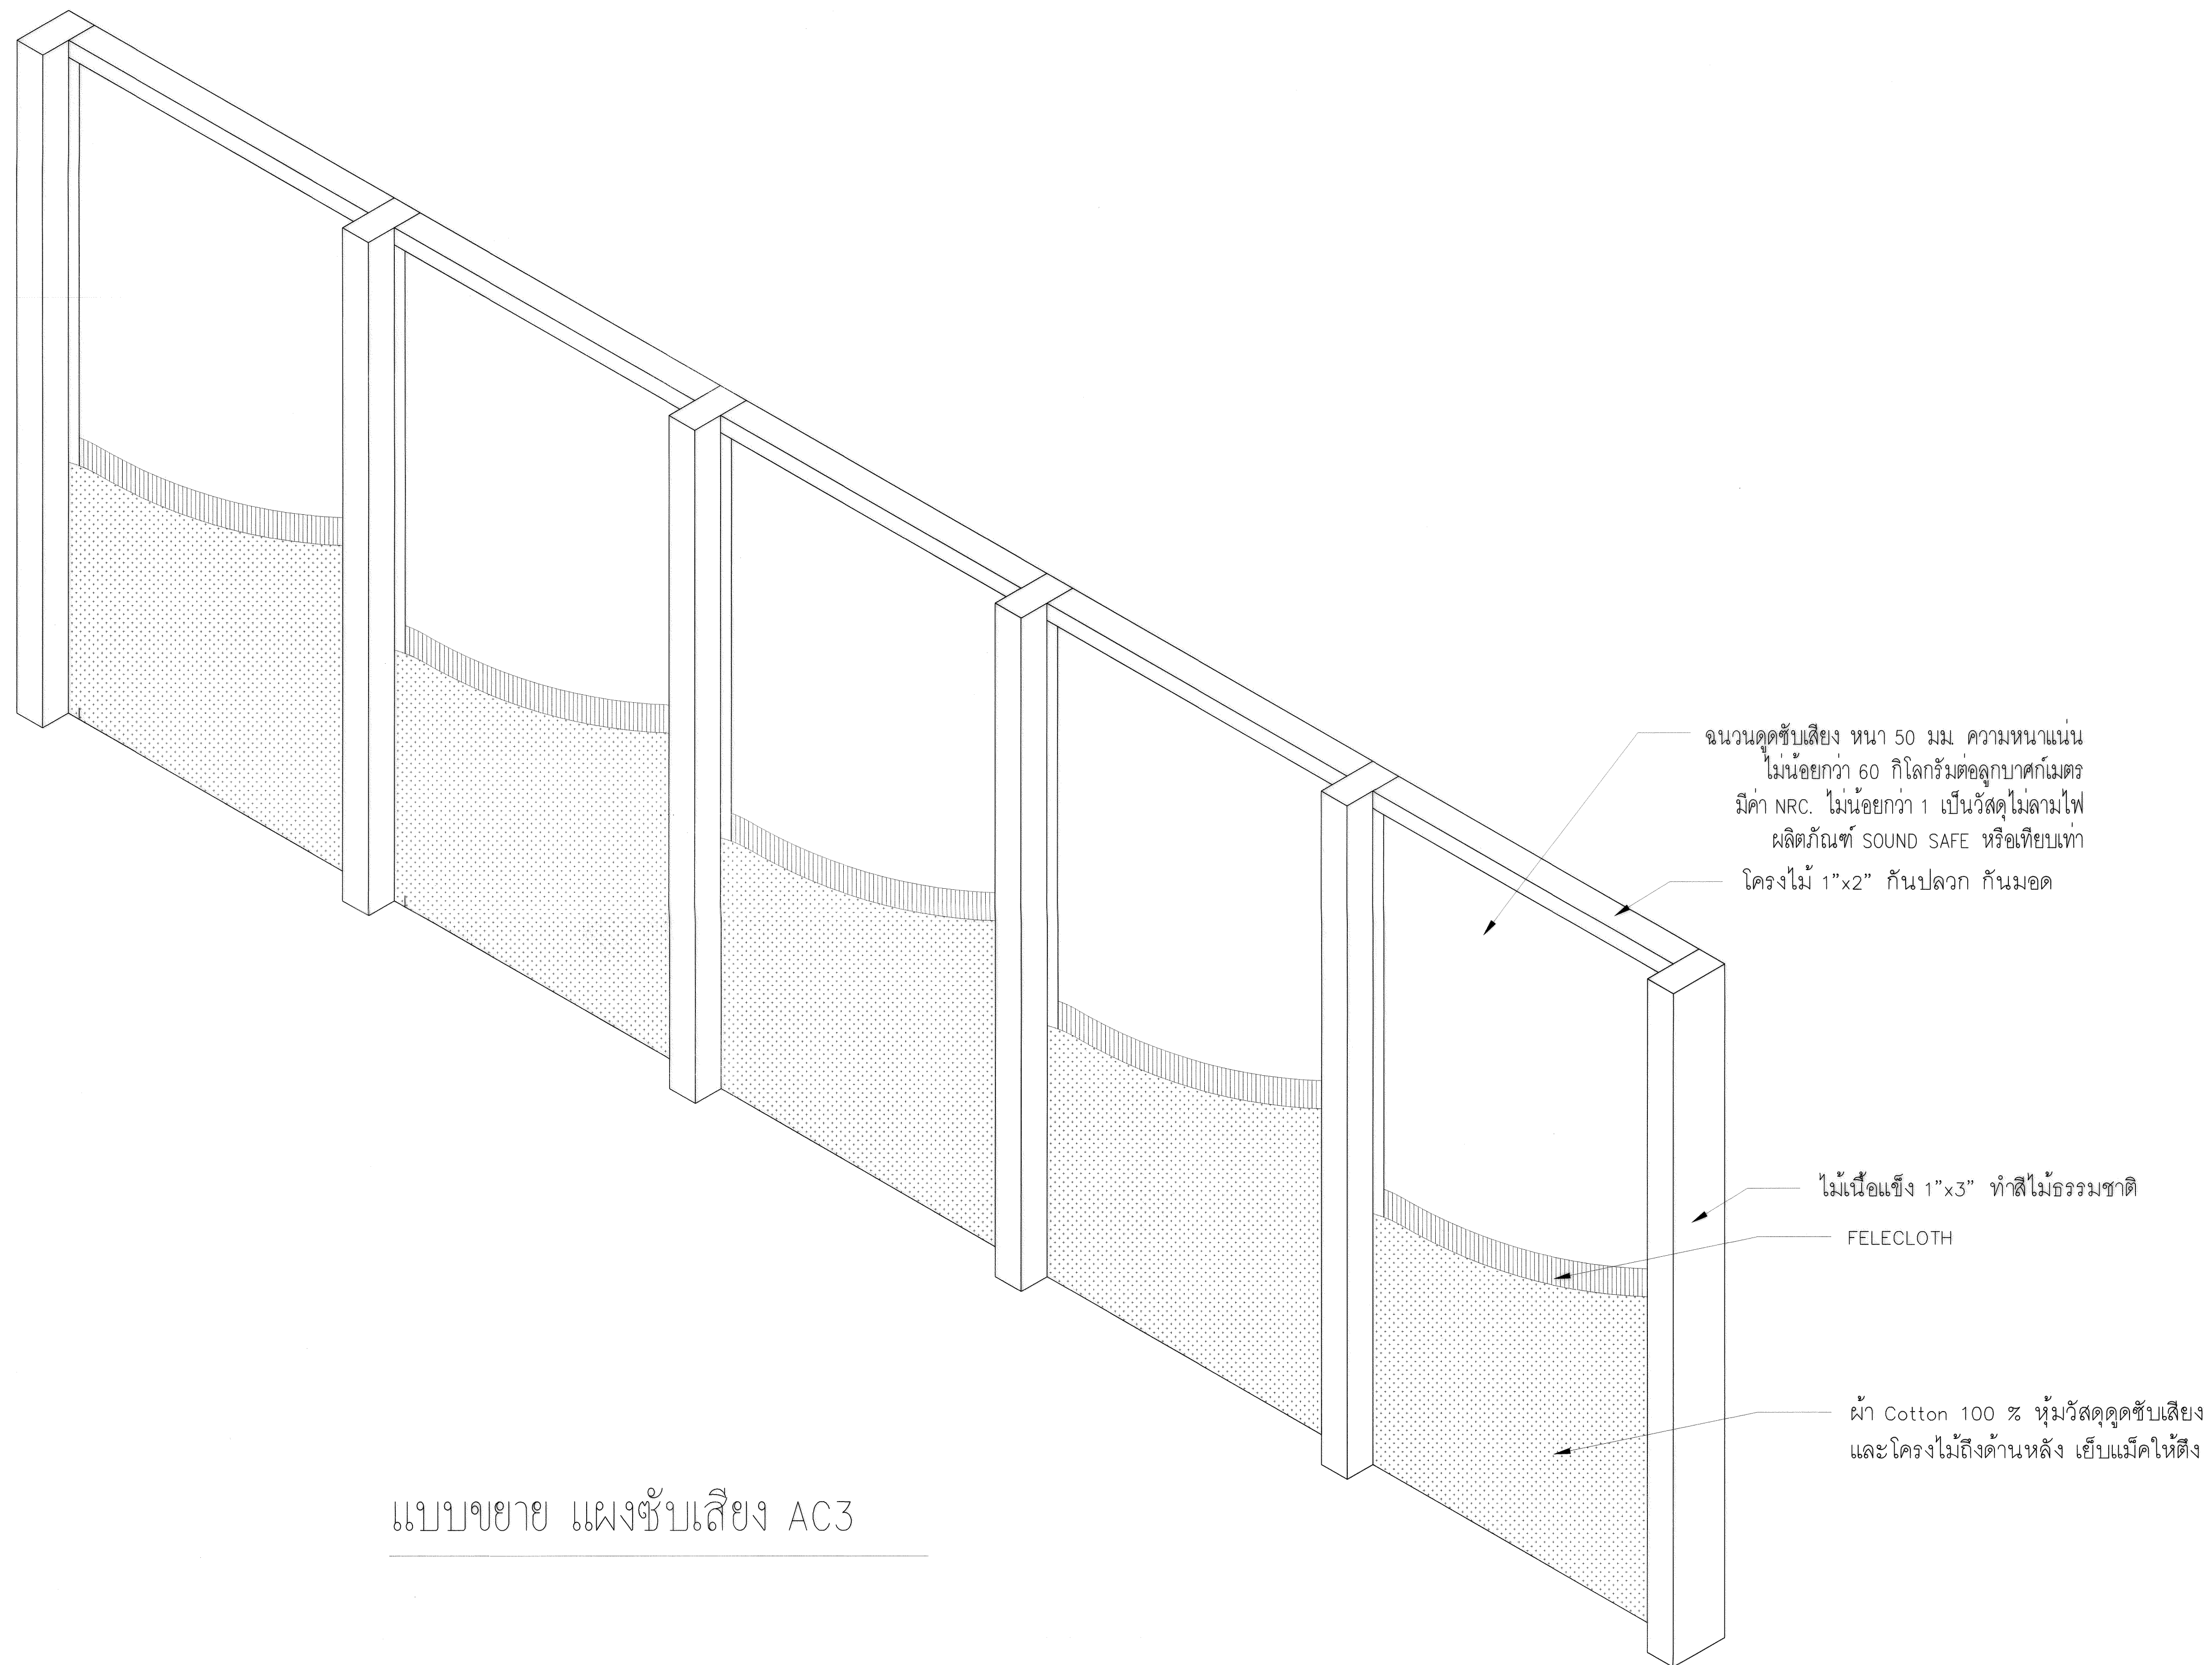 ฉนวนดูดซับเสียง หนา 50 มม. ความหนาแน่น
ไม่น้อยกว่า 60 กิโลกรัมต่อลูกบาศก์เมตร
มีค่า NRC. ไม่น้อยกว่า 1 เป็นวัสดุไม่ลามไฟ
ผลิตภัณฑ์ SOUND SAFE หรือเทียบเท่า
โครงไม้ 1"x2" กันปลวก กันมอด
ไม้เนื้อแข็ง 1"x3" ทำสีไม้ธรรมชาติ
FELECLOTH
ผ้า Cotton 100 % หุ้มวัสดุดูดซับเสียง
และโครงไม้ถึงด้านหลัง เย็บแม็คให้ตึง
แบบขยาย แผงซับเสียง AC3